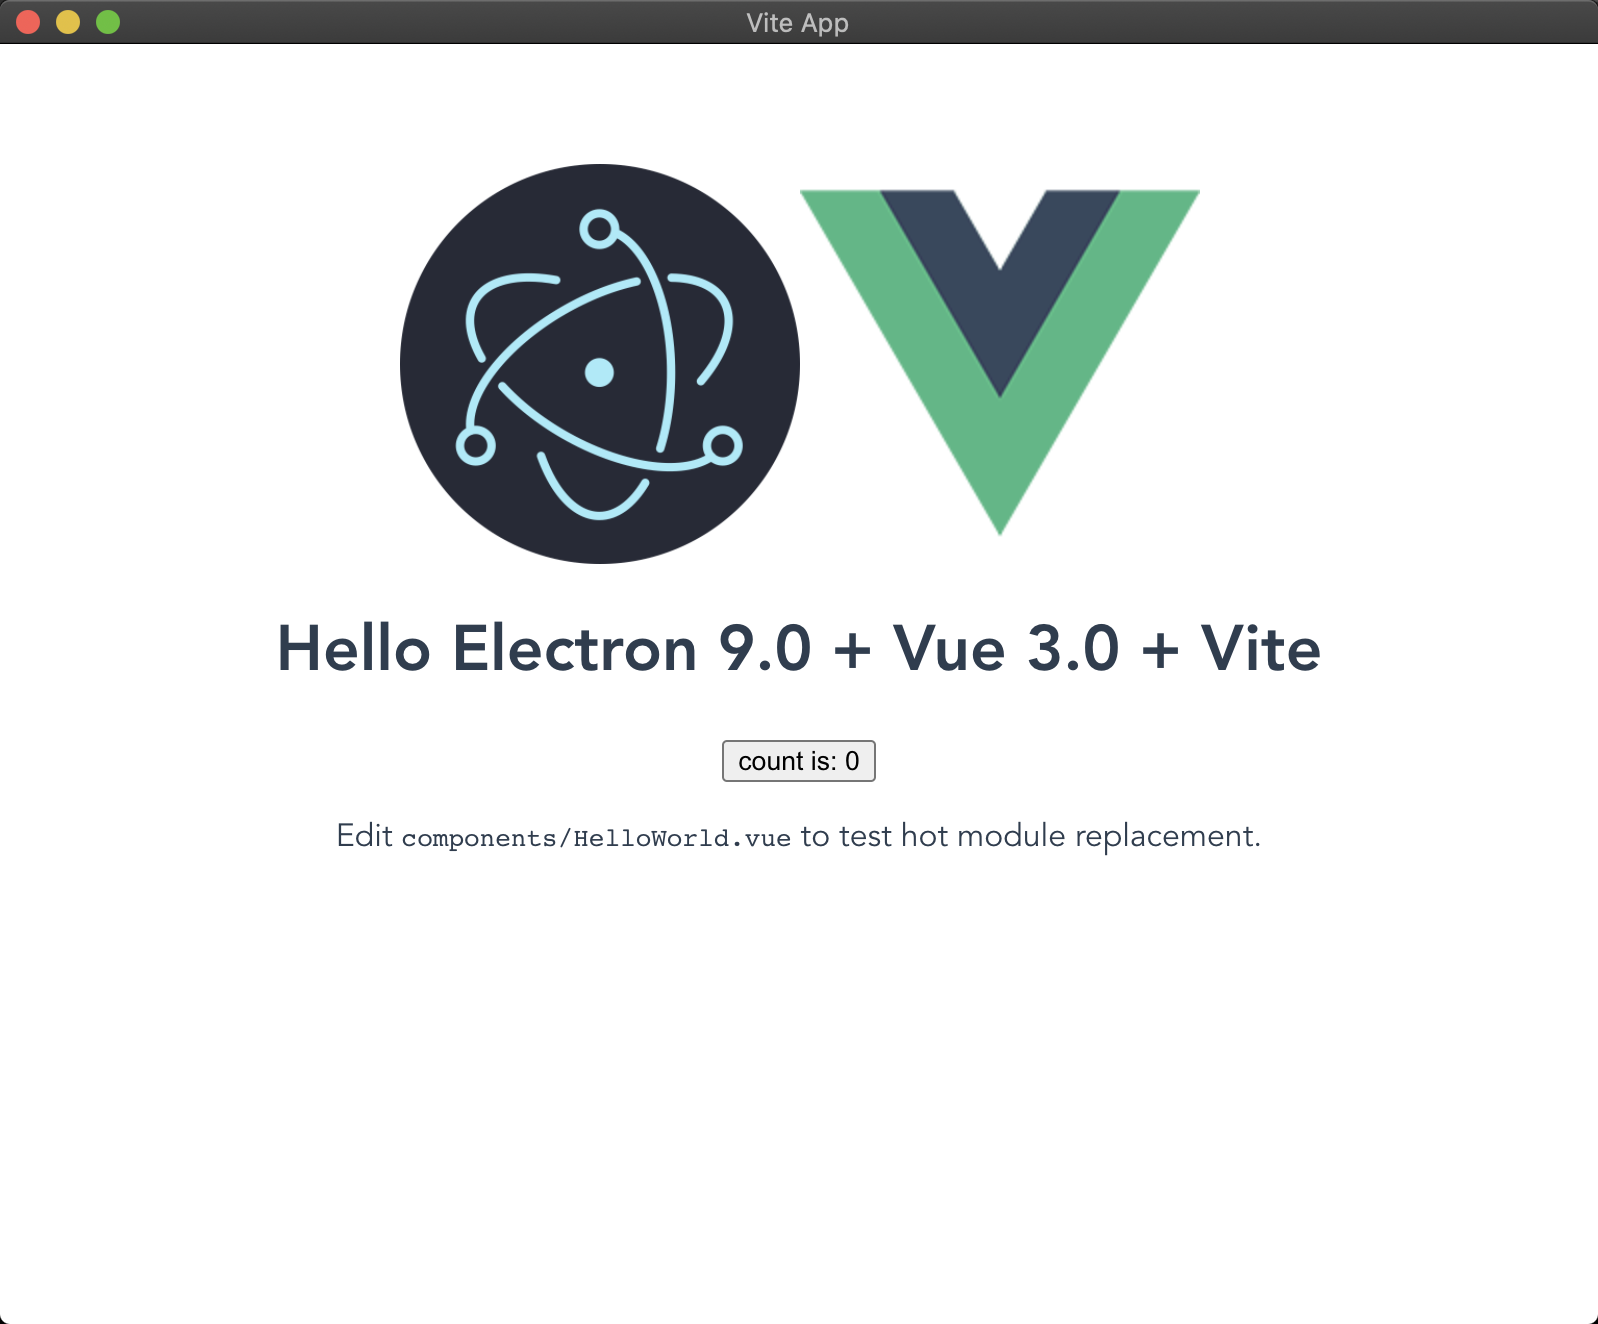 Vite App
Hello Electron 9.0 + Vue 3.0 + Vite
count is: 0
Edit components/HelloWorld.vue to test hot module replacement.